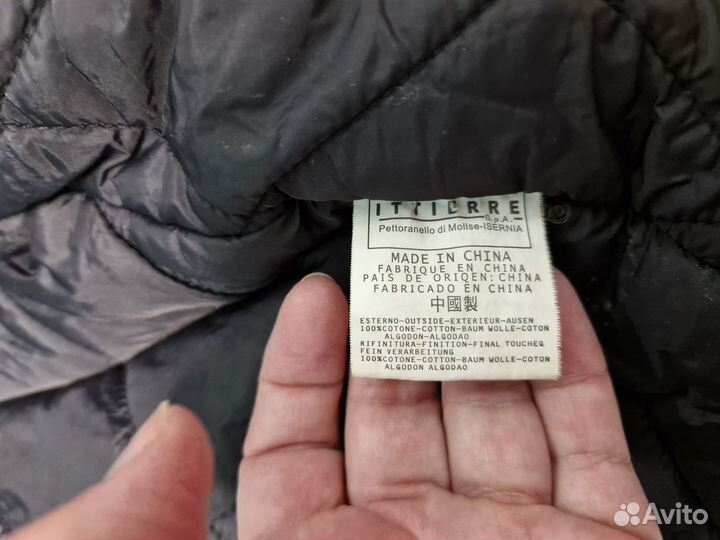 ITTIERRE
S.p.A.
Pettoranello di Molise-ISERNIA
MADE IN CHINA
FABRIQUE EN CHINA
PAIS DE ORIGEN: CHINA
FABRICADO EN CHINA
中國製
ESTERNO-OUTSIDE-EXTERIEUR-AUSEN
100%COTONE-COTTON-BAUM WOLLE-COTON
ALGODON-ALGODAO
RIFINITURA-FINITION-FINAL TOUCHEQ
FEIN VERARBEITUNG
100%COTONE-COTTON-BAUM WOLLE-COTON
ALGODON ALGODAO
Avito